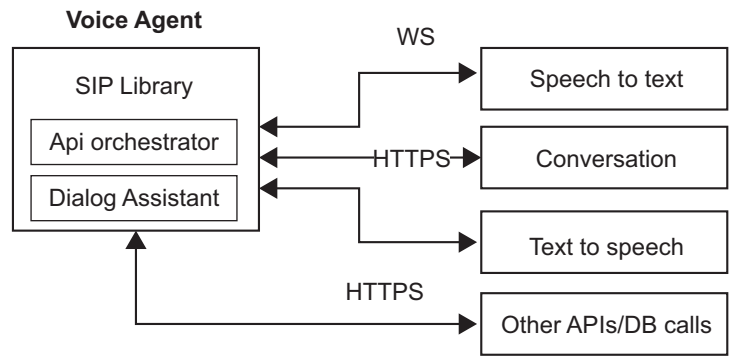 Voice Agent
WS
SIP Library
Speech to text
Api orchestrator
HTTPS
Conversation
Dialog Assistant
Text to speech
HTTPS
Other APIs/DB calls